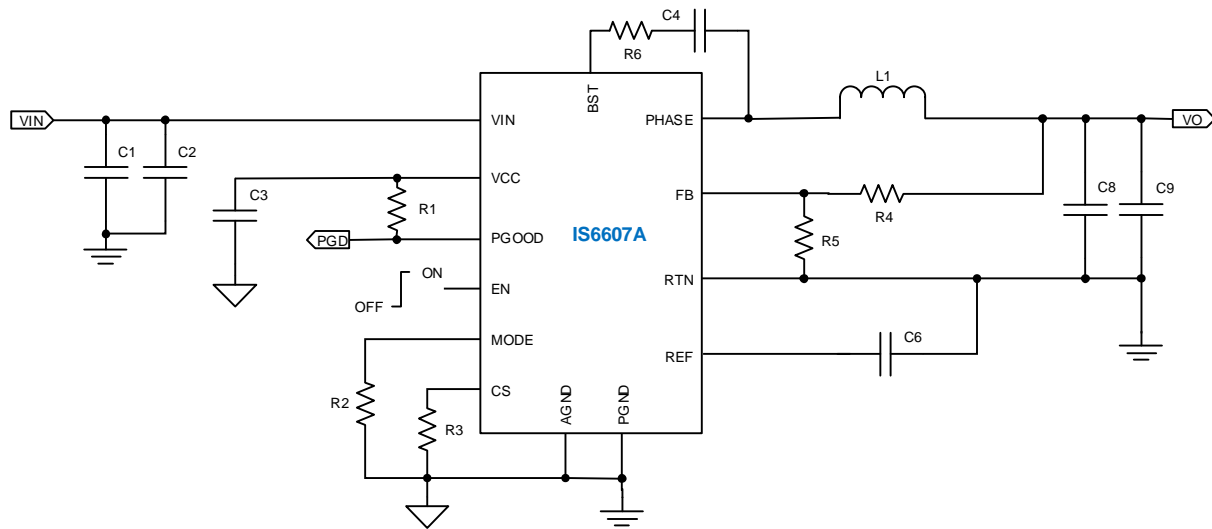 C4
R6
L1
BST
VIN
VIN
PHASE
VO
C1
C2
VCC
C3
R1
FB
R4
C8
C9
PGD
PGOOD
IS6607A
R5
ON
OFF
EN
RTN
MODE
REF
C6
R2
CS
R3
AGND
PGND